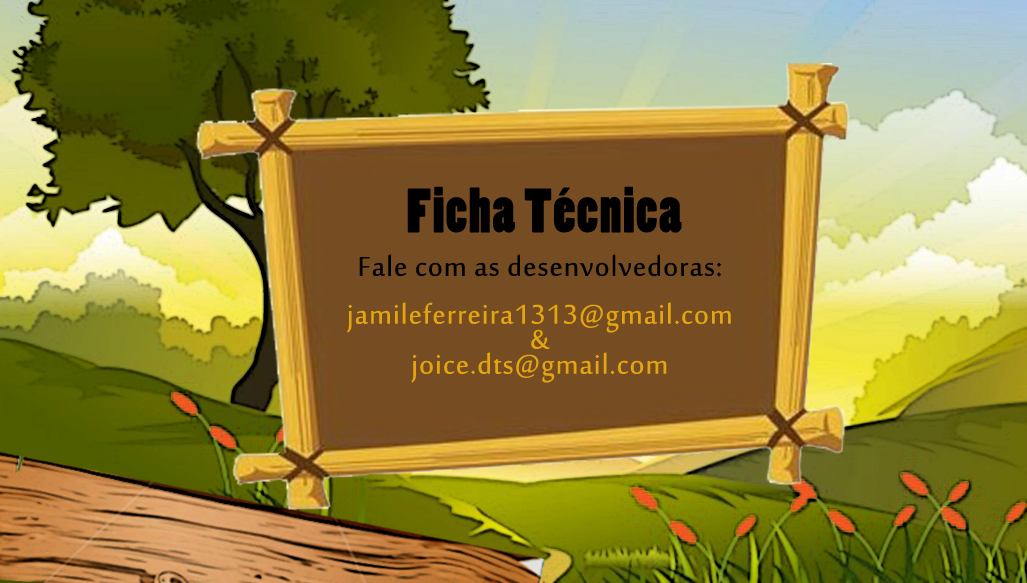 Ficha Técnica
Fale com as desenvolvedoras:
jamileferreira1313@gmail.com
&
joice.dts@gmail.com